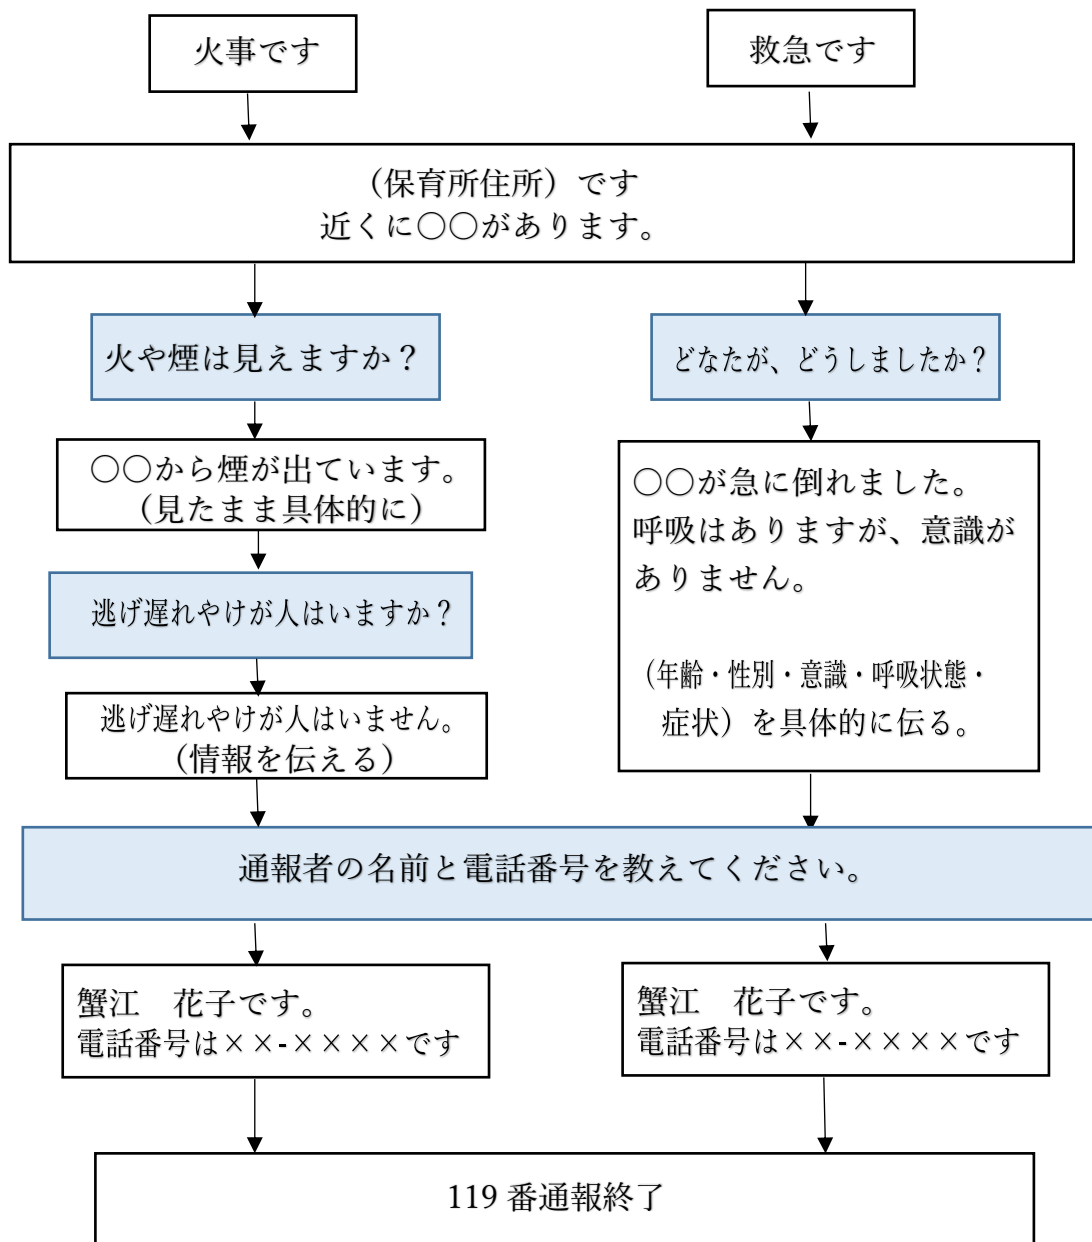 火事です
救急です
（保育所住所）です
近くに〇〇があります。
火や煙は見えますか？
どなたが、どうしましたか？
〇〇から煙が出ています。
（見たまま具体的に）
〇〇が急に倒れました。
呼吸はありますが、意識が
ありません。
（年齢・性別・意識・呼吸状態・
症状）を具体的に伝る。
逃げ遅れやけが人はいますか？
逃げ遅れやけが人はいません。
（情報を伝える）
通報者の名前と電話番号を教えてください。
蟹江　花子です。
電話番号は××-××××です
蟹江　花子です。
電話番号は××-××××です
119 番通報終了